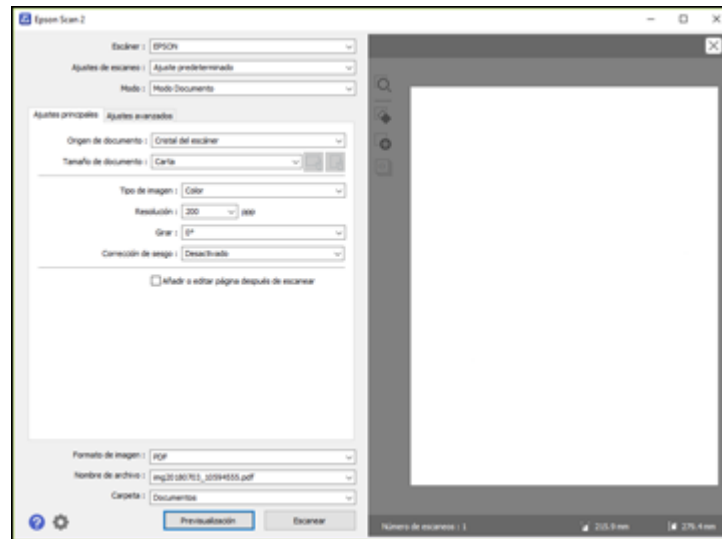 Epson Scan 2
Escáner : EPSON
Ajustes de escaneo : Ajuste predeterminado
Modo : Modo Documento
Ajustes principales Ajustes avanzados
Origen de documento : Cristal del escáner
Tamaño de documento : Carta
Tipo de imagen : Color
Resolución : 200 ppp
Girar : 0°
Corrección de sesgo : Desactivado
Añadir o editar página después de escanear
Formato de imagen : PDF
Nombre de archivo : img20180703_10594555.pdf
Carpeta : Documentos
Previsualización Escanear
Número de escaneos : 1 215.9 mm 279.4 mm